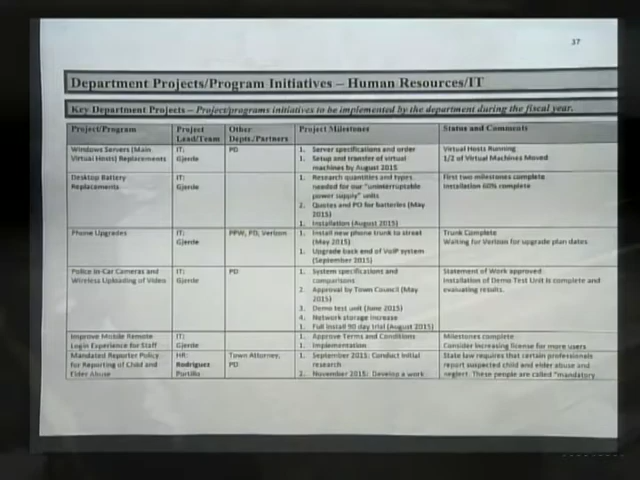 37
Department Projects/Program Initiatives – Human Resources/IT
Key Department Projects – Project/programs initiatives to be implemented by the department during the fiscal year.
Project/Program
Project Lead/Team
Other Depts/Partners
Project Milestones
Status and Comments
Windows Servers (Main
Virtual Hosts) Replacements
IT:
Gjerde
PD
1. Server specifications and order
1. Setup and transfer of virtual
machines by August 2015
Virtual Hosts Running
1/2 of Virtual Machines Moved
Desktop Battery
Replacements
IT:
Gjerde
1. Research quantities and types
needed for our "uninterruptable
power supply" units
2. Quotes and PO for batteries (May
2015)
1. Installation (August 2015)
First two milestones complete
Installation 60% complete
Phone Upgrades
IT:
Gjerde
PPW, PD, Verizon
1. Install new phone trunk to street
(May 2015)
1. Upgrade back end of VoIP system
(September 2015)
Trunk Complete
Waiting for Verizon for upgrade plan dates
Police In-Car Cameras and
Wireless Uploading of Video
IT:
Gjerde
PD
1. System specifications and
comparisons
2. Approval by Town Council (May
2015)
3. Demo test unit (June 2015)
4. Network storage increase
1. Full install 90 day trial (August 2015)
Statement of Work approved
Installation of Demo Test Unit is complete and
evaluating results.
Improve Mobile Remote
Login Experience for Staff
IT:
Gjerde
1. Approve Terms and Conditions
1. Implementation
Milestones complete
Consider increasing license for more users
Mandated Reporter Policy
for Reporting of Child and
Elder Abuse
HR:
Rodriguez
Portillo
Town Attorney,
PD
1. September 2015: Conduct initial
research
2. November 2015: Develop a work
State law requires that certain professionals
report suspected child and elder abuse and
neglect. These people are called "mandatory